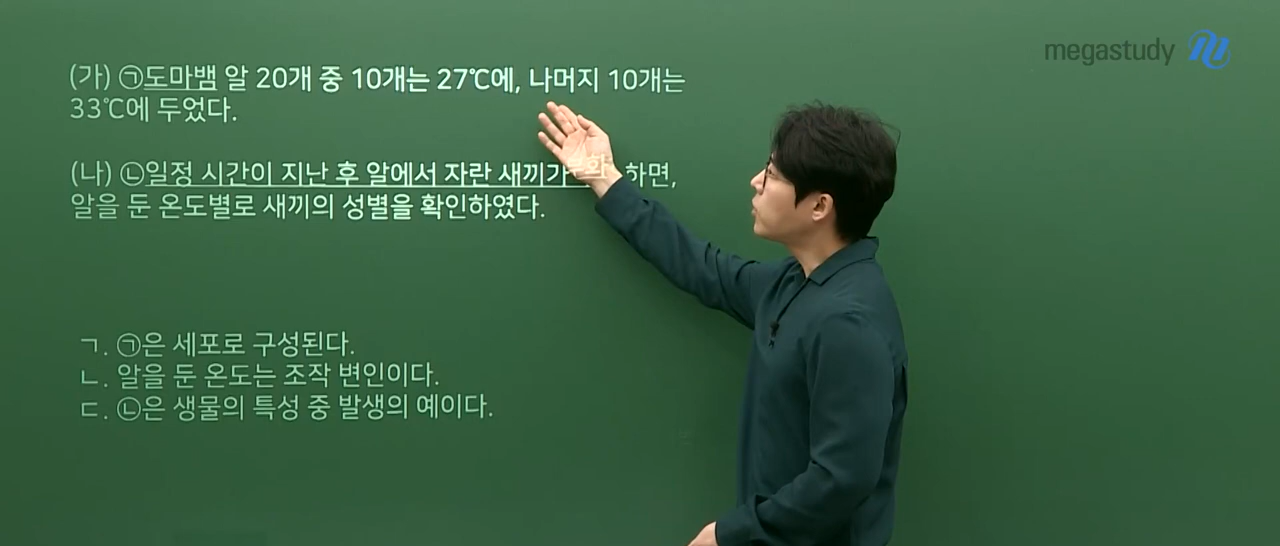 megastudy
(가) ㉠도마뱀 알 20개 중 10개는 27℃에, 나머지 10개는
33℃에 두었다.
(나) ㉡일정 시간이 지난 후 알에서 자란 새끼가 부화 하면,
알을 둔 온도별로 새끼의 성별을 확인하였다.
ㄱ. ㉠은 세포로 구성된다.
ㄴ. 알을 둔 온도는 조작 변인이다.
ㄷ. ㉡은 생물의 특성 중 발생의 예이다.